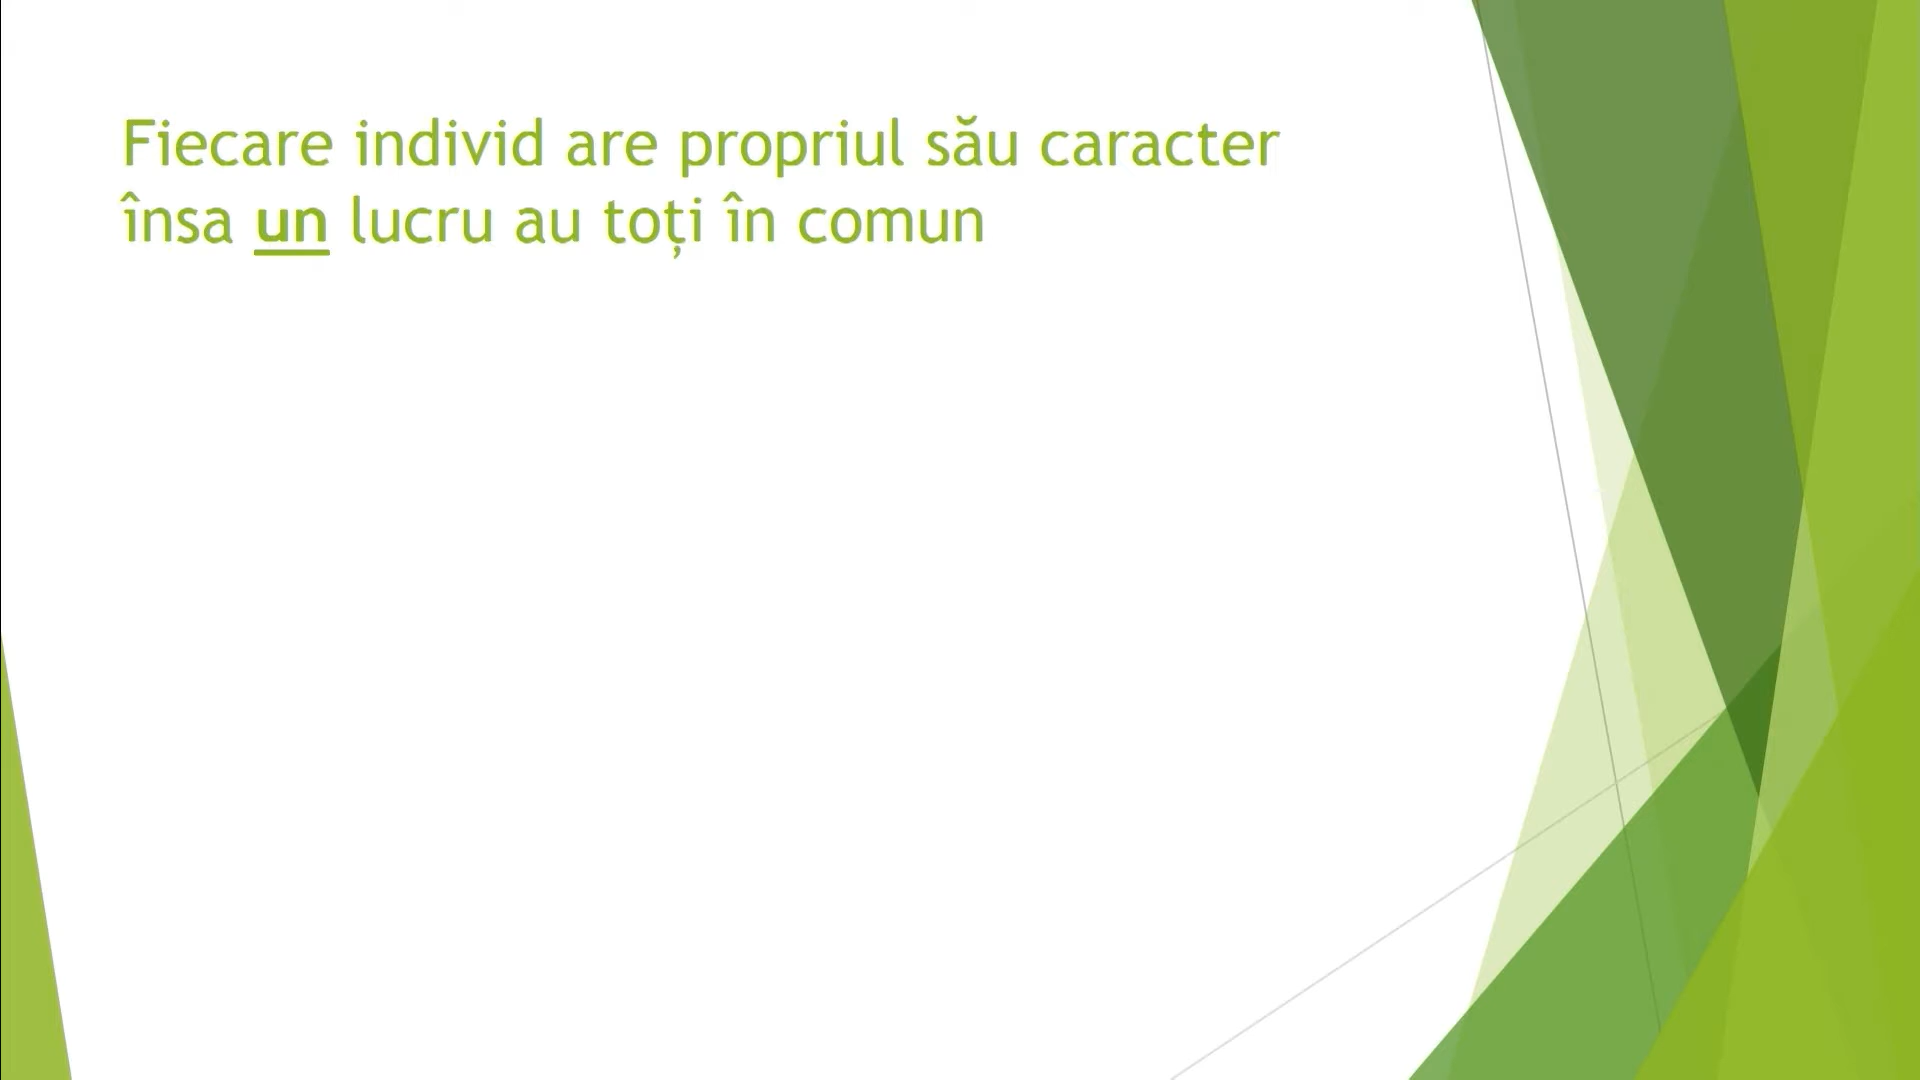 Fiecare individ are propriul său caracter
însa un lucru au toți în comun